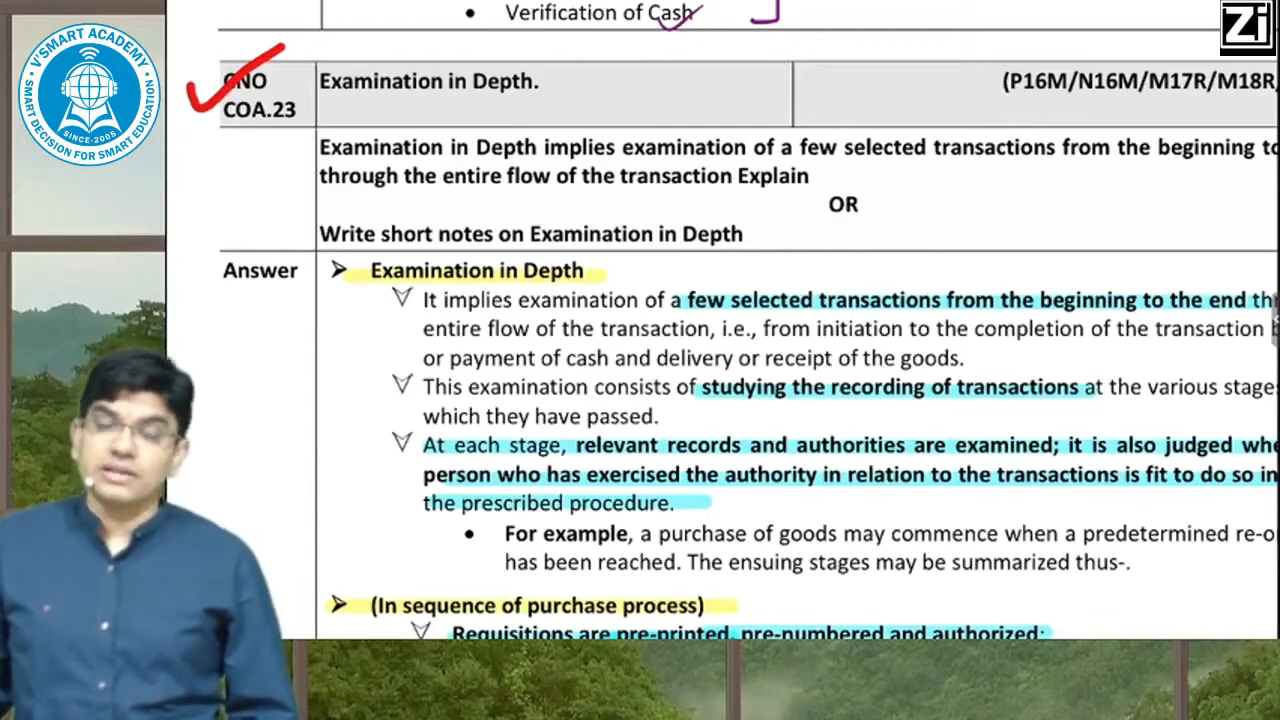 • Verification of Cash
Zi
V'SMART ACADEMY
SINCE-2005
SMART DECISION FOR SMART EDUCATION
CNO
COA.23
Examination in Depth.
(P16M/N16M/M17R/M18R/
Examination in Depth implies examination of a few selected transactions from the beginning to
through the entire flow of the transaction Explain
OR
Write short notes on Examination in Depth
Answer
Examination in Depth
It implies examination of a few selected transactions from the beginning to the end th
entire flow of the transaction, i.e., from initiation to the completion of the transaction
or payment of cash and delivery or receipt of the goods.
This examination consists of studying the recording of transactions at the various stage
which they have passed.
At each stage, relevant records and authorities are examined; it is also judged whe
person who has exercised the authority in relation to the transactions is fit to do so in
the prescribed procedure.
• For example, a purchase of goods may commence when a predetermined re-o
has been reached. The ensuing stages may be summarized thus-.
(In sequence of purchase process)
Requisitions are pre-printed, pre-numbered and authorized;